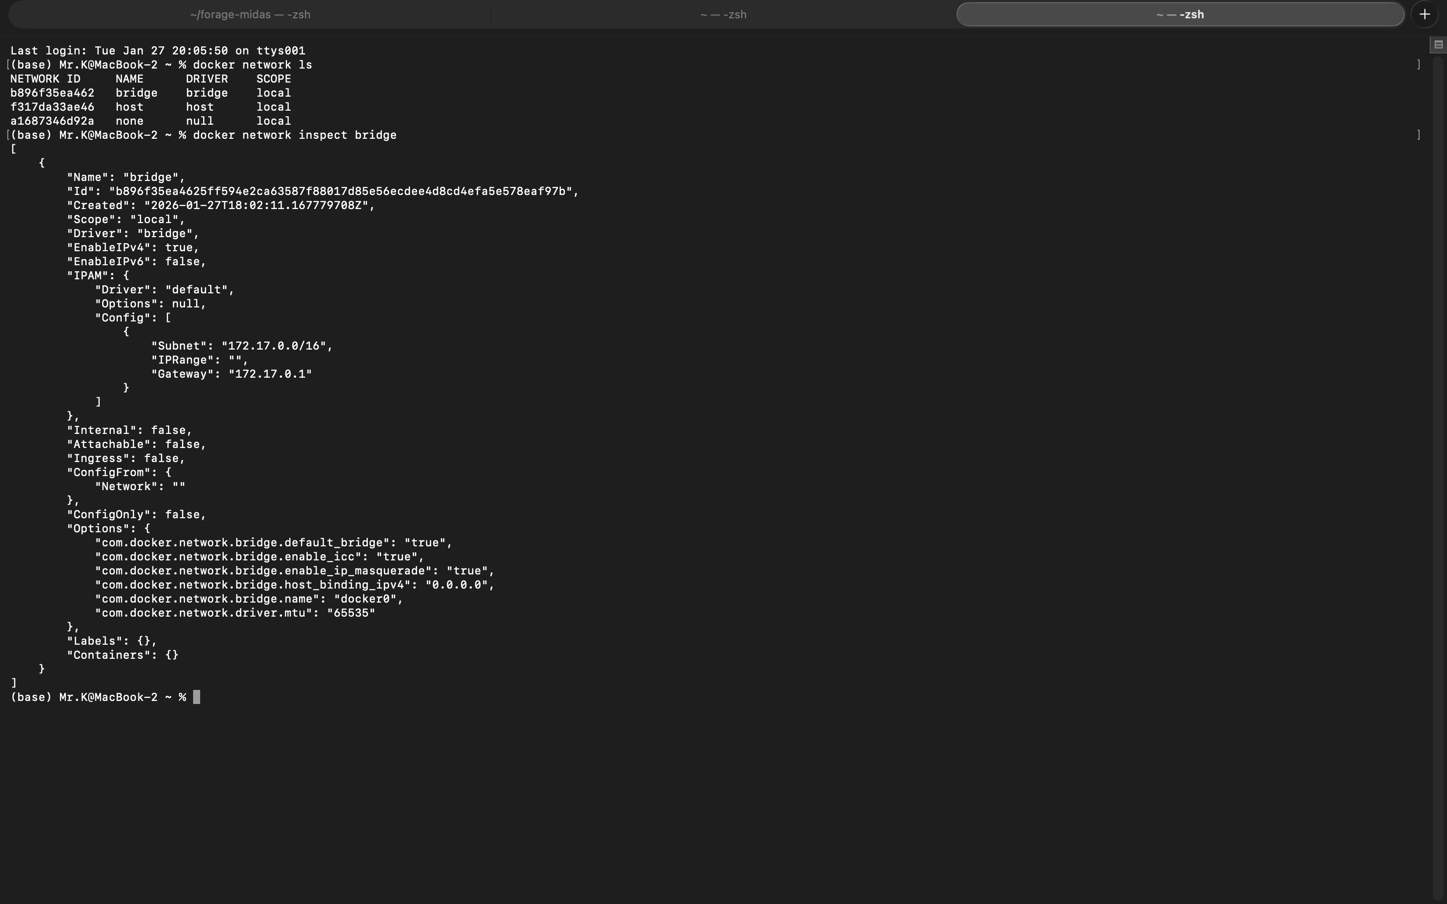 ~/forage-midas — -zsh
~ — -zsh
~ — -zsh
+
Last login: Tue Jan 27 20:05:50 on ttys001
[(base) Mr.K@MacBook-2 ~ % docker network ls ]
NETWORK ID     NAME      DRIVER    SCOPE
b896f35ea462   bridge    bridge    local
f317da33ae46   host      host      local
a1687346d92a   none      null      local
[(base) Mr.K@MacBook-2 ~ % docker network inspect bridge ]
[
    {
        "Name": "bridge",
        "Id": "b896f35ea4625ff594e2ca63587f88017d85e56ecdee4d8cd4efa5e578eaf97b",
        "Created": "2026-01-27T18:02:11.167779708Z",
        "Scope": "local",
        "Driver": "bridge",
        "EnableIPv4": true,
        "EnableIPv6": false,
        "IPAM": {
            "Driver": "default",
            "Options": null,
            "Config": [
                {
                    "Subnet": "172.17.0.0/16",
                    "IPRange": "",
                    "Gateway": "172.17.0.1"
                }
            ]
        },
        "Internal": false,
        "Attachable": false,
        "Ingress": false,
        "ConfigFrom": {
            "Network": ""
        },
        "ConfigOnly": false,
        "Options": {
            "com.docker.network.bridge.default_bridge": "true",
            "com.docker.network.bridge.enable_icc": "true",
            "com.docker.network.bridge.enable_ip_masquerade": "true",
            "com.docker.network.bridge.host_binding_ipv4": "0.0.0.0",
            "com.docker.network.bridge.name": "docker0",
            "com.docker.network.driver.mtu": "65535"
        },
        "Labels": {},
        "Containers": {}
    }
]
(base) Mr.K@MacBook-2 ~ %